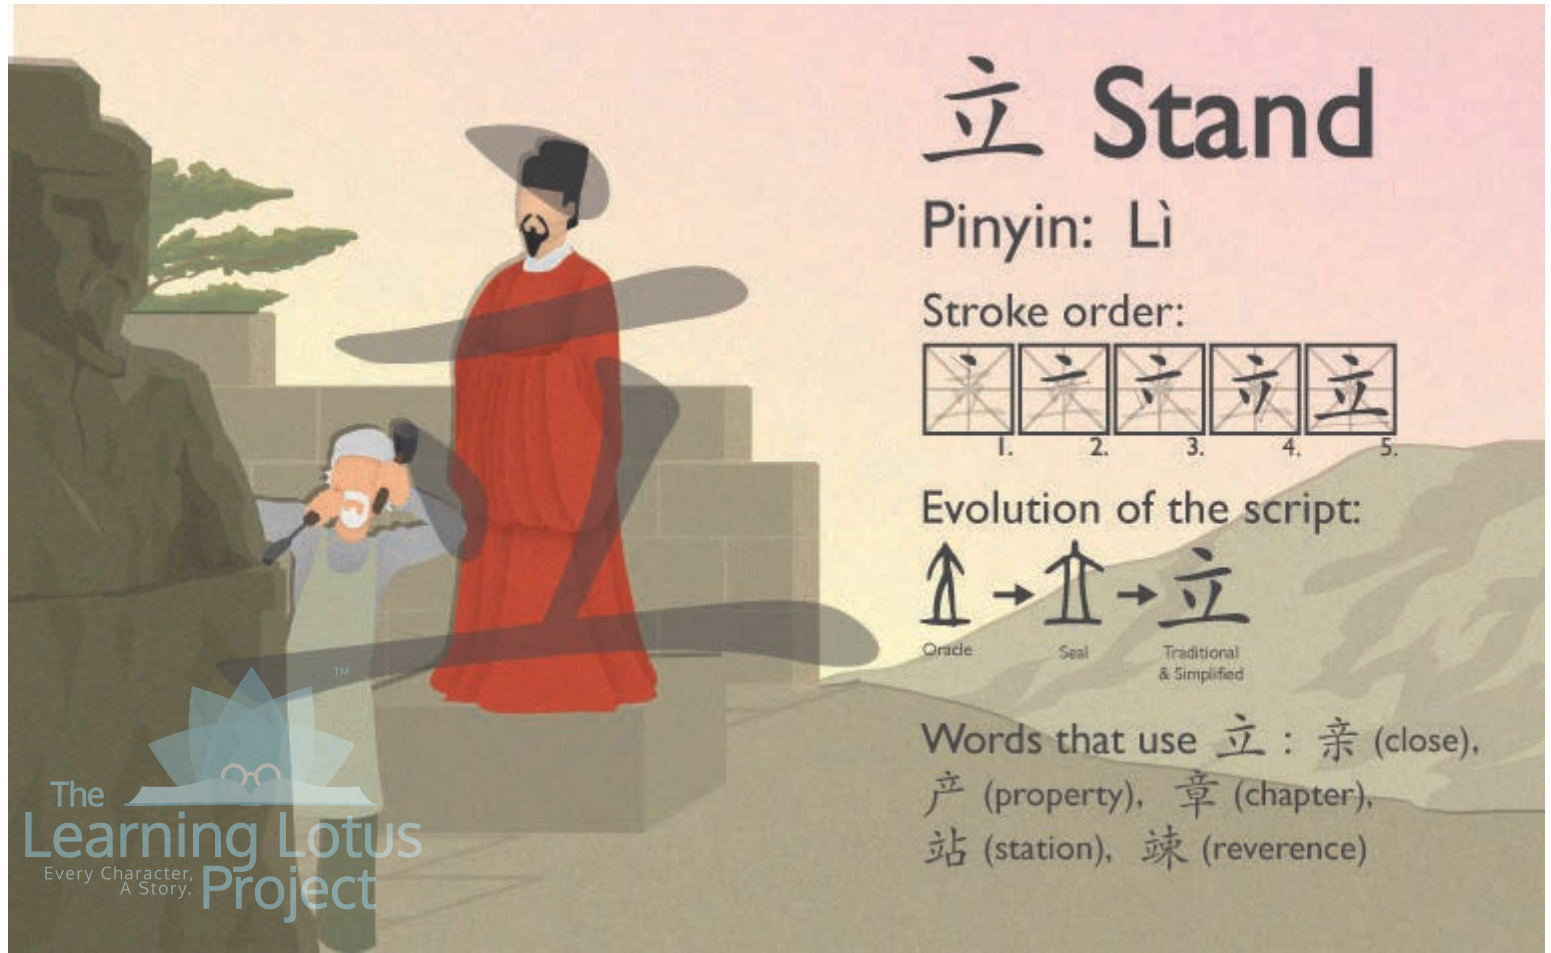 立 Stand
Pinyin: Lì
Stroke order:
1. 2. 3. 4. 5.
Evolution of the script:
立
Oracle Seal Traditional
& Simplified
Words that use 立 : 亲 (close),
产 (property), 章 (chapter),
站 (station), 竦 (reverence)
TM
The
Learning Lotus
Every Character,
A Story.
Project